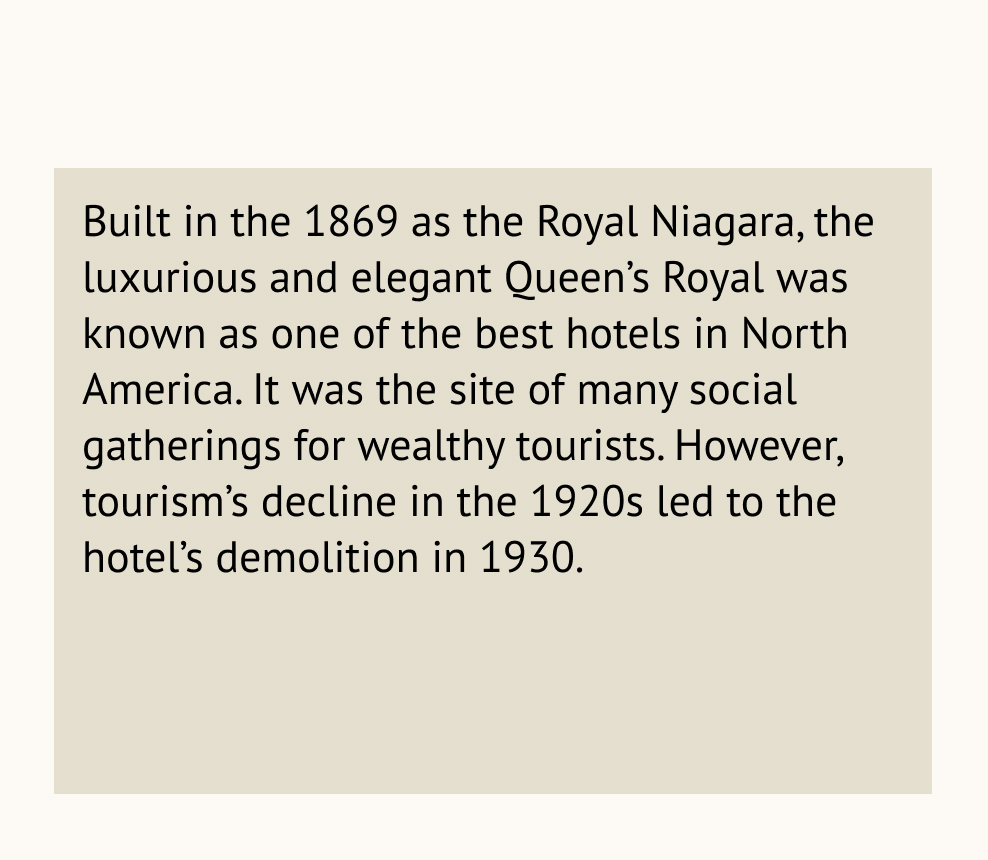 Built in the 1869 as the Royal Niagara, the
luxurious and elegant Queen’s Royal was
known as one of the best hotels in North
America. It was the site of many social
gatherings for wealthy tourists. However,
tourism’s decline in the 1920s led to the
hotel’s demolition in 1930.